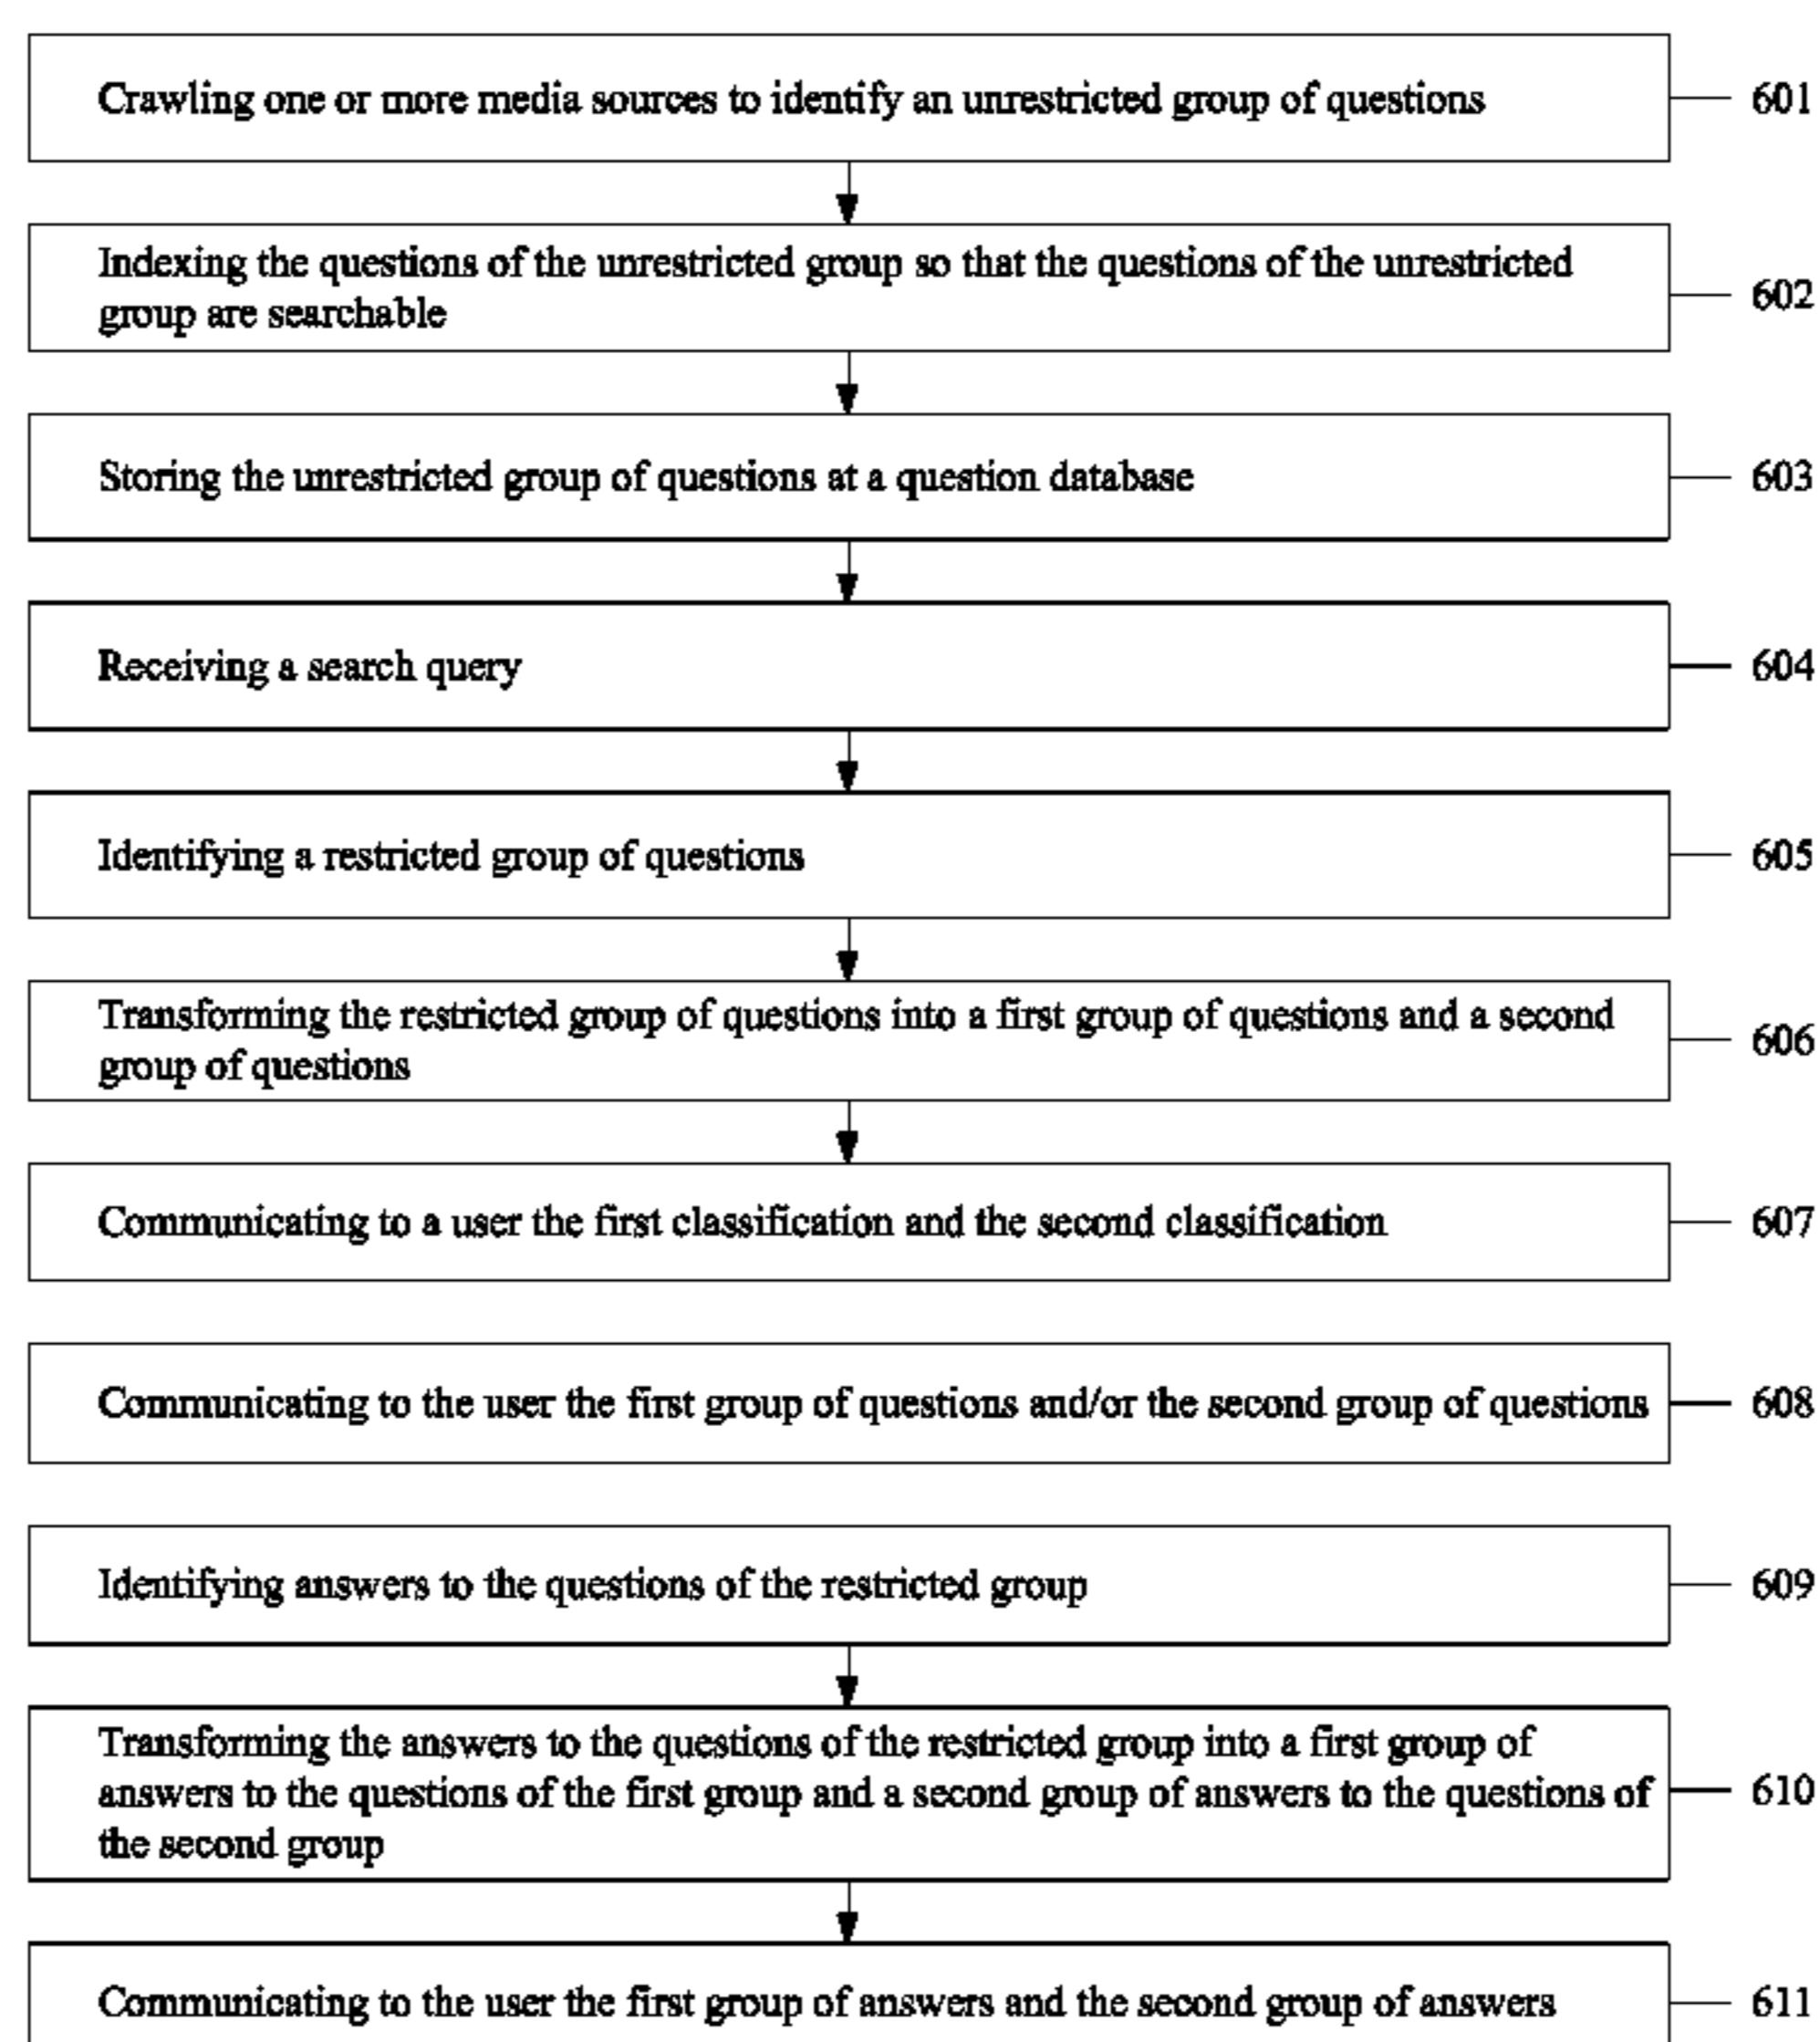 Crawling one or more media sources to identify an unrestricted group of questions
601
Indexing the questions of the unrestricted group so that the questions of the unrestricted
group are searchable
602
Storing the unrestricted group of questions at a question database
603
Receiving a search query
604
Identifying a restricted group of questions
605
Transforming the restricted group of questions into a first group of questions and a second
group of questions
606
Communicating to a user the first classification and the second classification
607
Communicating to the user the first group of questions and/or the second group of questions
608
Identifying answers to the questions of the restricted group
609
Transforming the answers to the questions of the restricted group into a first group of
answers to the questions of the first group and a second group of answers to the questions of
the second group
610
Communicating to the user the first group of answers and the second group of answers
611